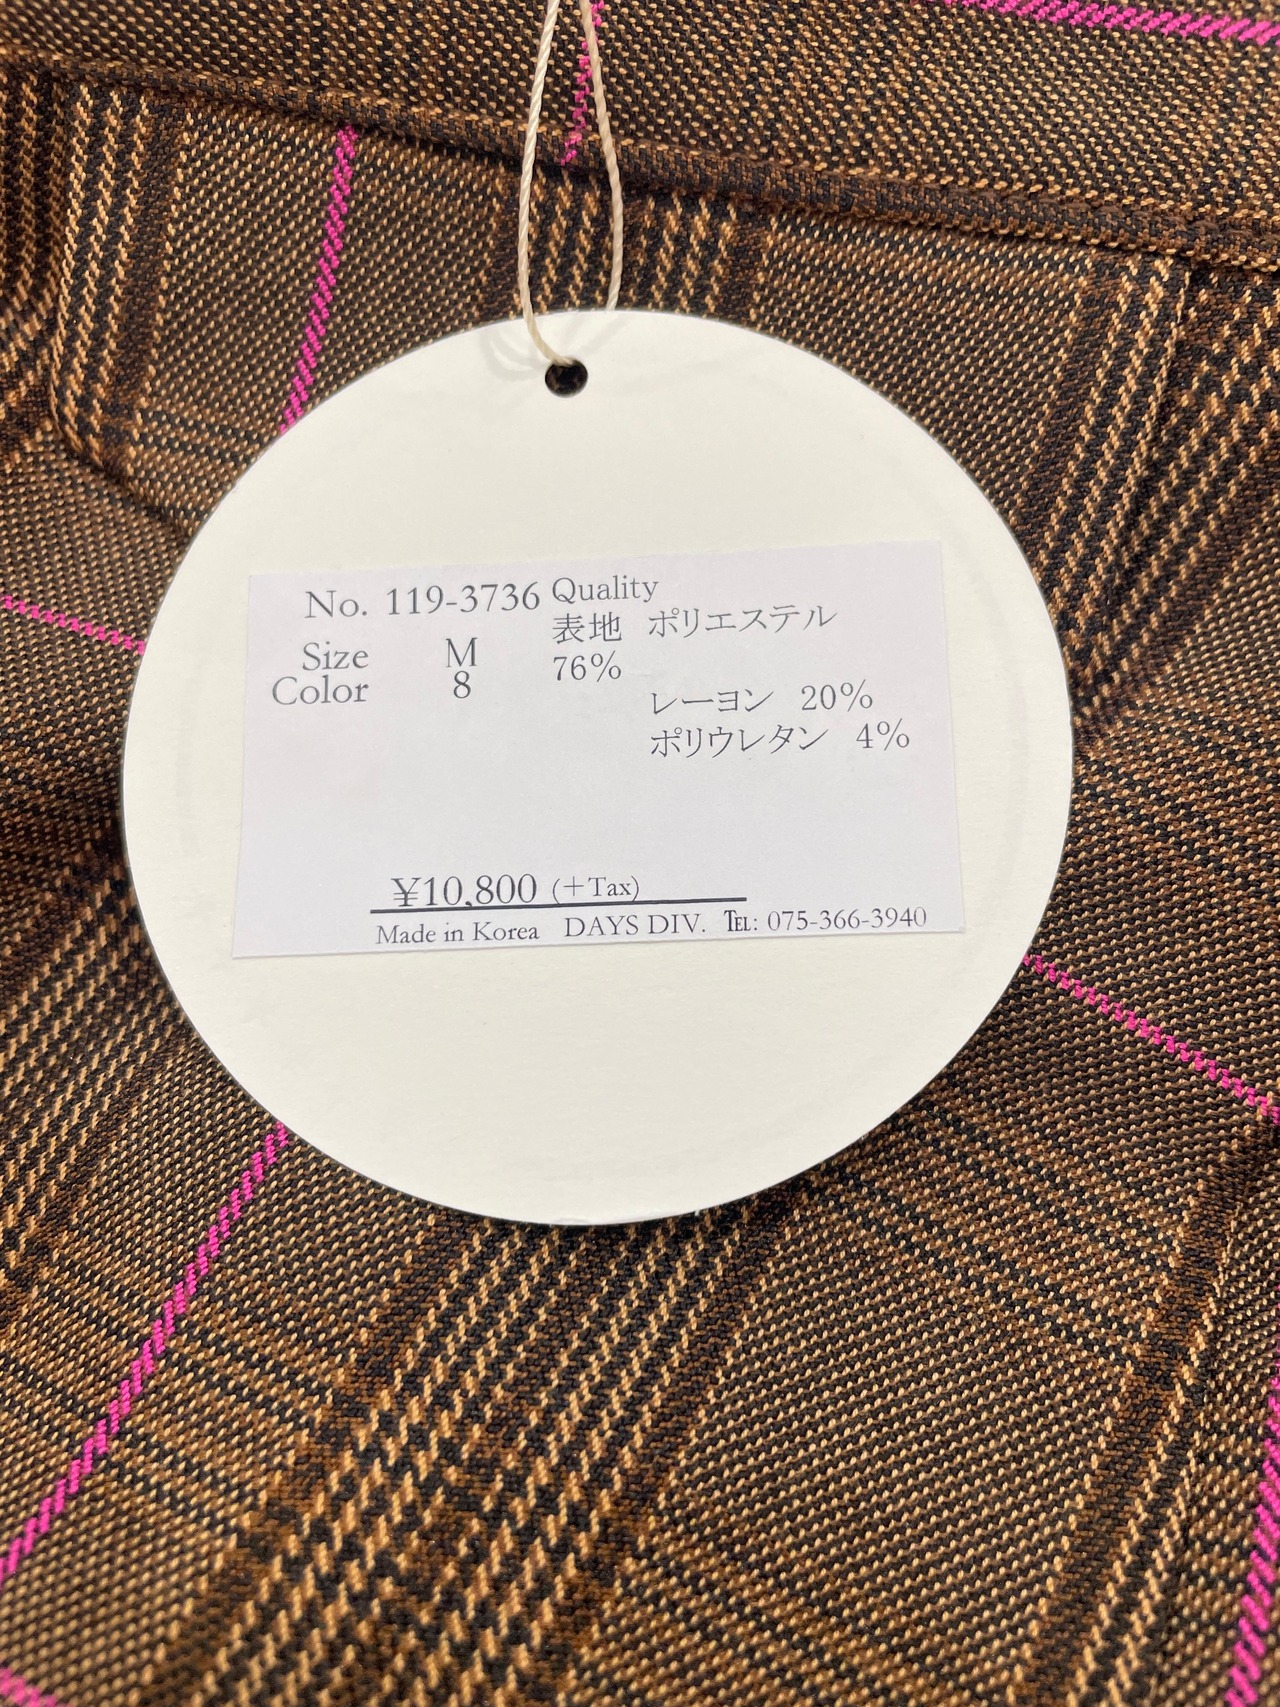 No. 119-3736 Quality
表地 ポリエステル
Size M 76%
Color 8 レーヨン 20%
ポリウレタン 4%
¥10,800 (+Tax)
Made in Korea DAYS DIV. TEL: 075-366-3940